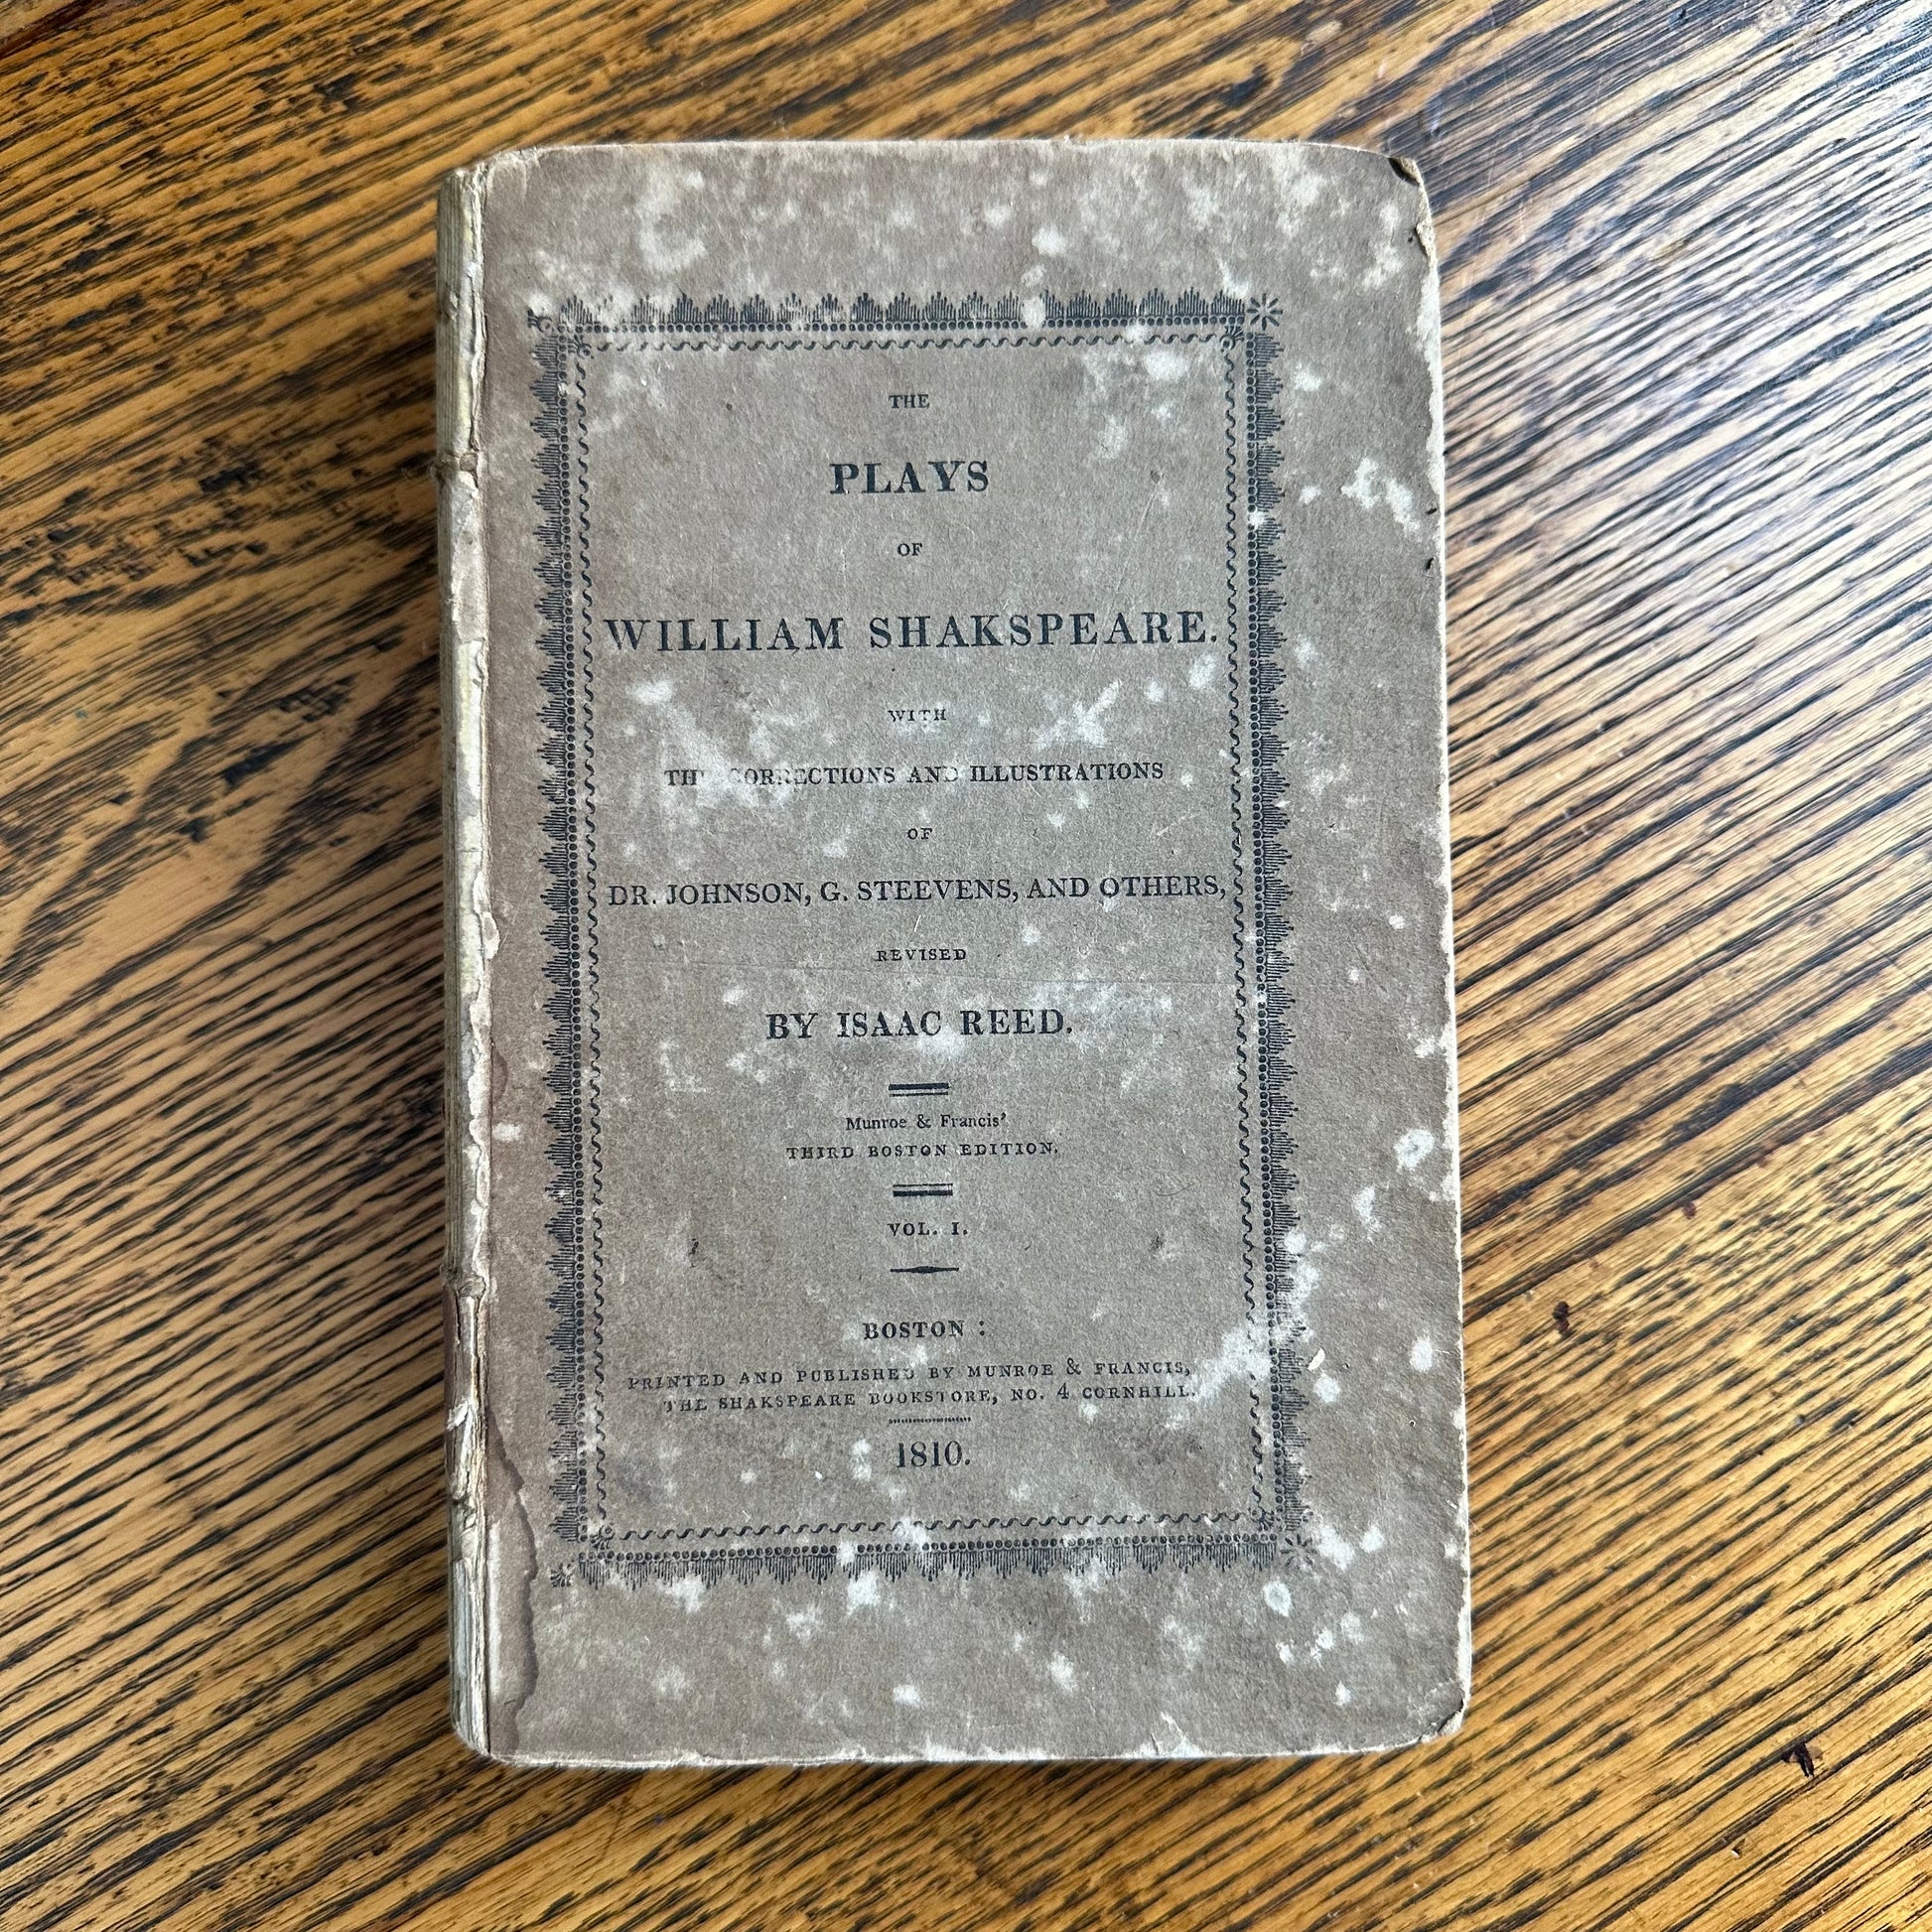 THE
PLAYS
OF
WILLIAM SHAKSPEARE.
WITH
THE CORRECTIONS AND ILLUSTRATIONS
OF
DR. JOHNSON, G. STEEVENS, AND OTHERS,
REVISED
BY ISAAC REED.
Munroe & Francis'
THIRD BOSTON EDITION.
VOL. I.
BOSTON :
PRINTED AND PUBLISHED BY MUNROE & FRANCIS,
THE SHAKSPEARE BOOKSTORE, NO. 4 CORNHILL.
1810.